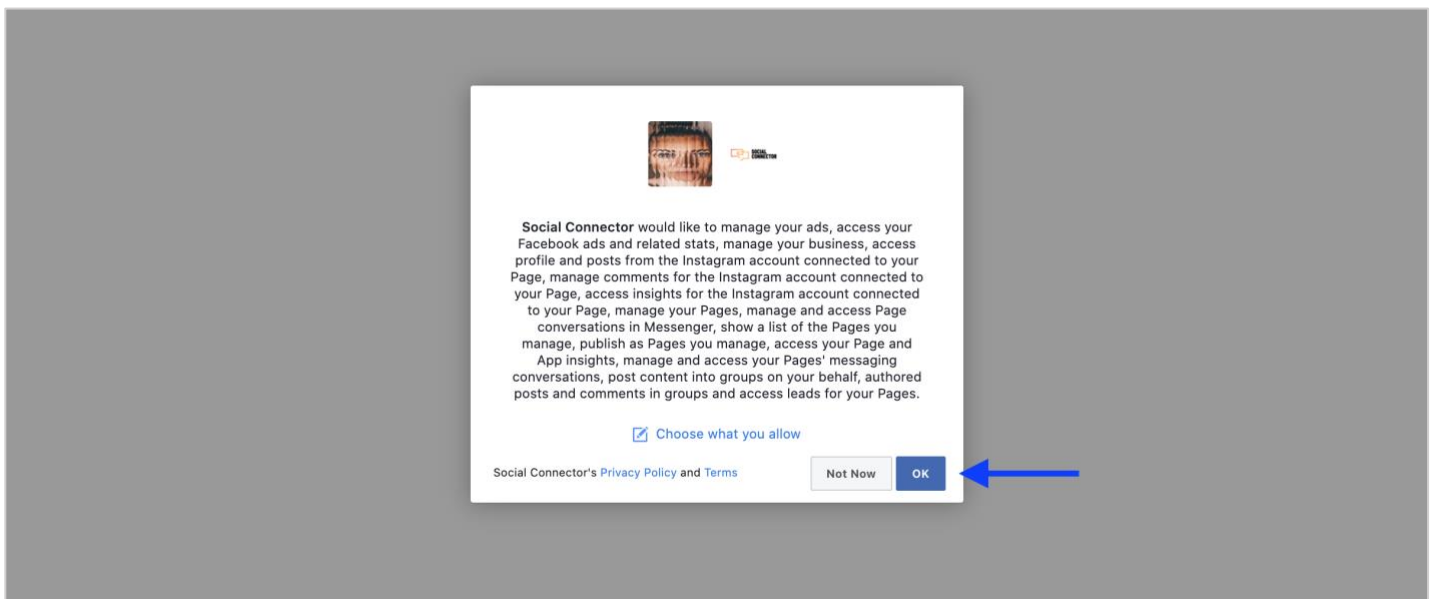 SOCIAL
CONNECTOR
Social Connector would like to manage your ads, access your
Facebook ads and related stats, manage your business, access
profile and posts from the Instagram account connected to your
Page, manage comments for the Instagram account connected to
your Page, access insights for the Instagram account connected
to your Page, manage your Pages, manage and access Page
conversations in Messenger, show a list of the Pages you
manage, publish as Pages you manage, access your Page and
App insights, manage and access your Pages' messaging
conversations, post content into groups on your behalf, authored
posts and comments in groups and access leads for your Pages.
Choose what you allow
Social Connector's Privacy Policy and Terms
Not Now
OK